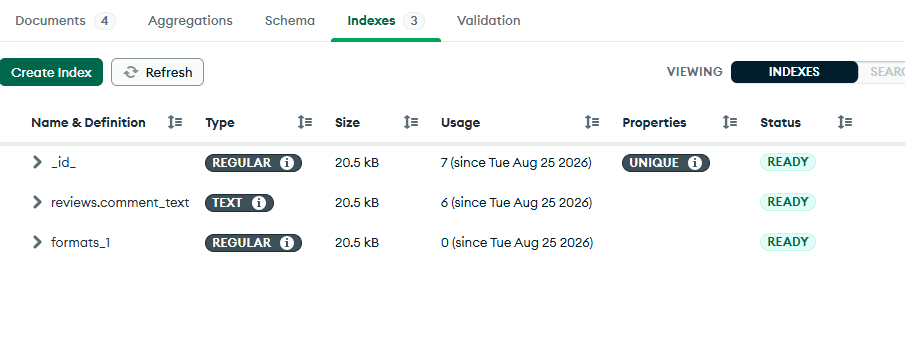 Documents 4 Aggregations Schema Indexes 3 Validation
Create Index Refresh VIEWING INDEXES SEARC
Name & Definition Type Size Usage Properties Status
_id_ REGULAR 20.5 kB 7 (since Tue Aug 25 2026) UNIQUE READY
reviews.comment_text TEXT 20.5 kB 6 (since Tue Aug 25 2026) READY
formats_1 REGULAR 20.5 kB 0 (since Tue Aug 25 2026) READY